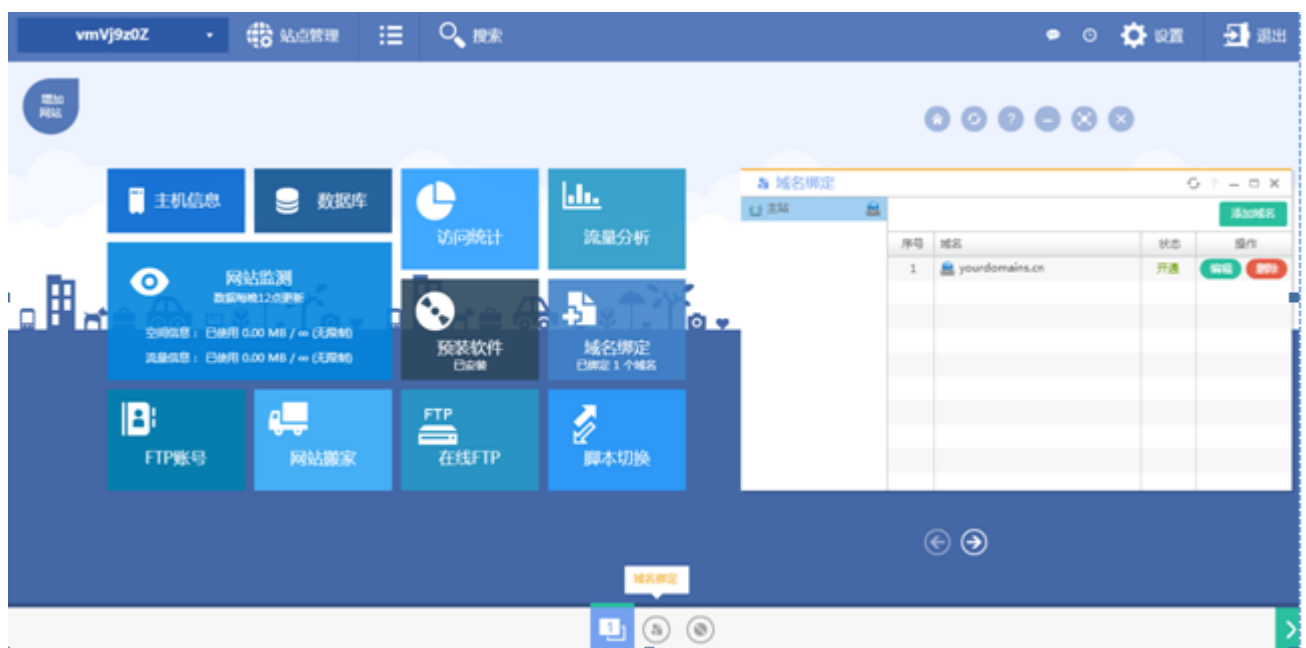 vmVj9z0Z
站点管理
搜索
设置
退出
增加
网站
主机信息
数据库
访问统计
流量分析
网站监测
数据每晚12点更新
空间信息：已使用 0.00 MB / ∞ (无限制)
流量信息：已使用 0.00 MB / ∞ (无限制)
预装软件
已安装
域名绑定
已绑定 1 个域名
FTP账号
网站搬家
FTP
在线FTP
脚本切换
域名绑定
主站
添加域名
序号 域名 状态 操作
1 yourdomains.cn 开通 编辑 删除
域名绑定
1